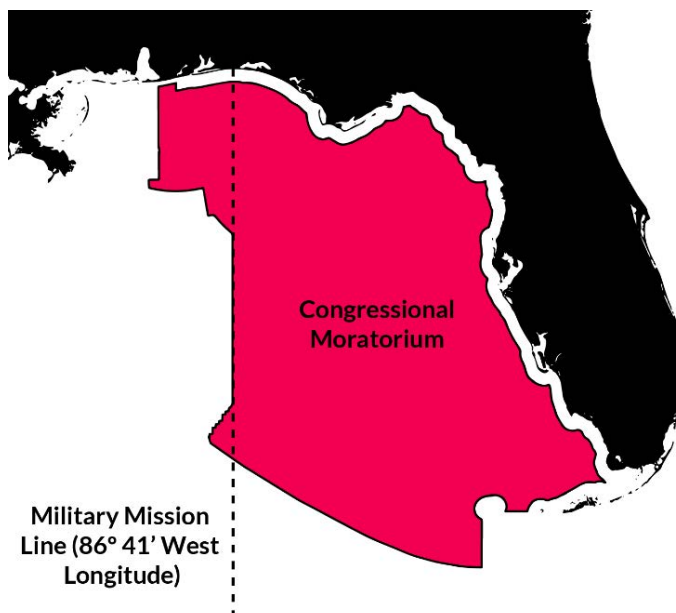 Congressional
Moratorium
Military Mission
Line (86° 41’ West
Longitude)